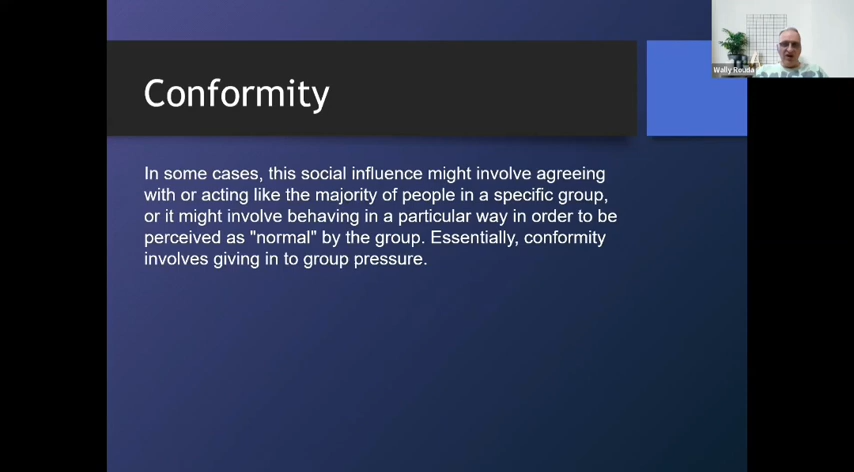 Conformity
In some cases, this social influence might involve agreeing
with or acting like the majority of people in a specific group,
or it might involve behaving in a particular way in order to be
perceived as "normal" by the group. Essentially, conformity
involves giving in to group pressure.
Wally Rouda